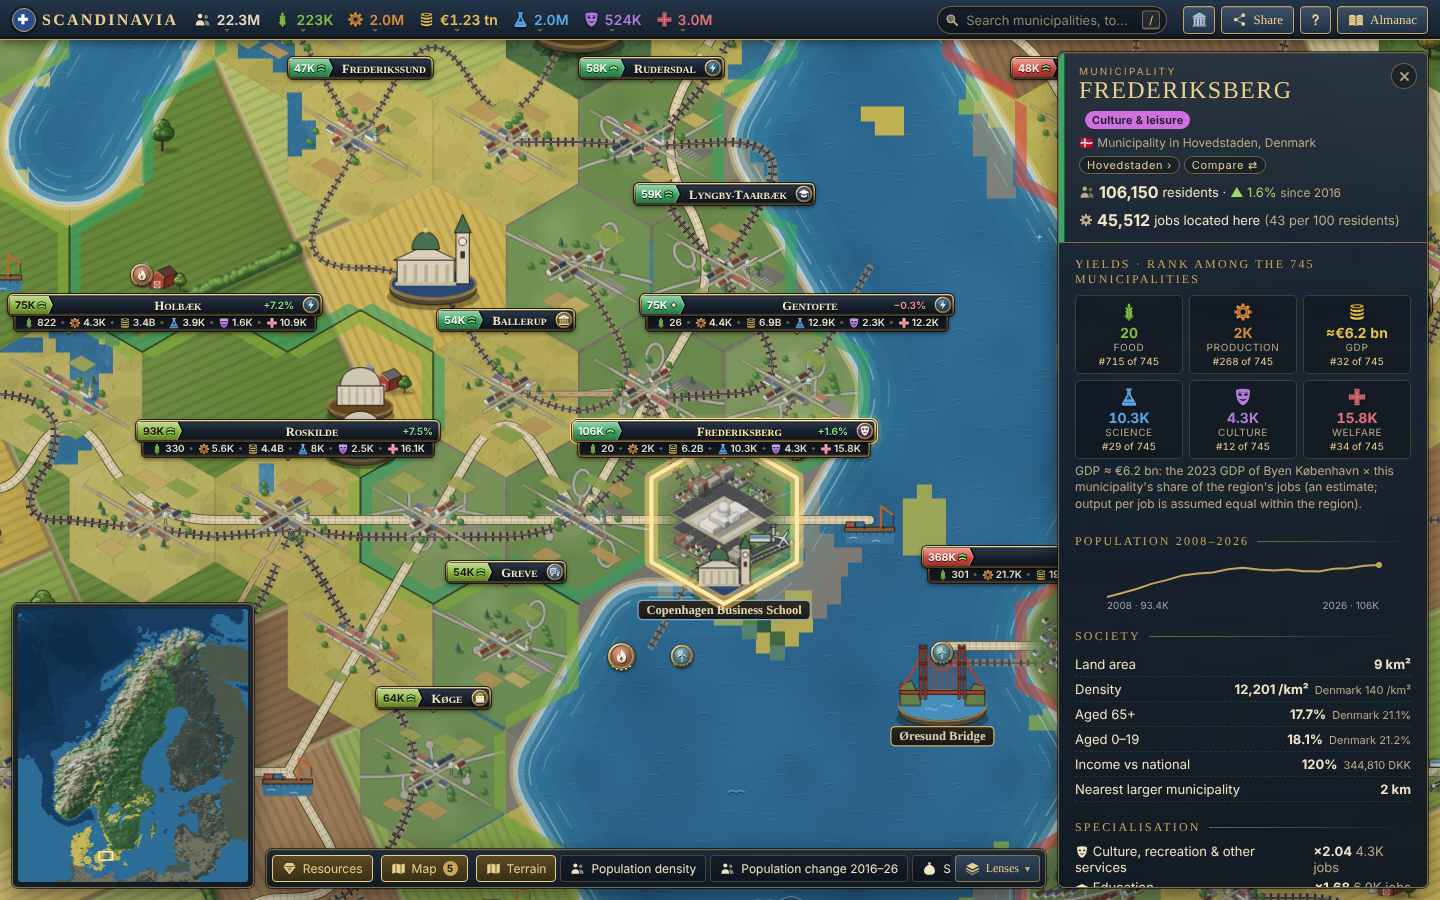 SCANDINAVIA 22.3M 223K 2.0M €1.23 tn 2.0M 524K 3.0M
Search municipalities, to... /
Share ? Almanac
47K FREDERIKSSUND
58K RUDERSDAL
48K
59K LYNGBY-TAARBÆK
75K HOLBÆK +7.2%
822 • 4.3K • 3.4B • 3.9K • 1.6K • 10.9K
54K BALLERUP
75K GENTOFTE −0.3%
26 • 4.4K • 6.9B • 12.9K • 2.3K • 12.2K
93K ROSKILDE +7.5%
330 • 5.6K • 4.4B • 8K • 2.5K • 16.1K
106K FREDERIKSBERG +1.6%
20 • 2K • 6.2B • 10.3K • 4.3K • 15.8K
368K
301 • 21.7K
54K GREVE
Copenhagen Business School
64K KØGE
Øresund Bridge
Resources
Map 5
Terrain
Population density
Population change 2016–26
S
Lenses ▾
MUNICIPALITY
FREDERIKSBERG
Culture & leisure
Municipality in Hovedstaden, Denmark
Hovedstaden › Compare ⇄
106,150 residents · ▲ 1.6% since 2016
45,512 jobs located here (43 per 100 residents)
YIELDS · RANK AMONG THE 745
MUNICIPALITIES
20
FOOD
#715 of 745
2K
PRODUCTION
#268 of 745
≈€6.2 bn
GDP
#32 of 745
10.3K
SCIENCE
#29 of 745
4.3K
CULTURE
#12 of 745
15.8K
WELFARE
#34 of 745
GDP ≈ €6.2 bn: the 2023 GDP of Byen København × this
municipality's share of the region's jobs (an estimate;
output per job is assumed equal within the region).
POPULATION 2008–2026
2008 · 93.4K 2026 · 106K
SOCIETY
Land area 9 km²
Density 12,201 /km² Denmark 140 /km²
Aged 65+ 17.7% Denmark 21.1%
Aged 0–19 18.1% Denmark 21.2%
Income vs national 120% 344,810 DKK
Nearest larger municipality 2 km
SPECIALISATION
Culture, recreation & other ×2.04 4.3K
services jobs
Education ×1.68 6.9K jobs